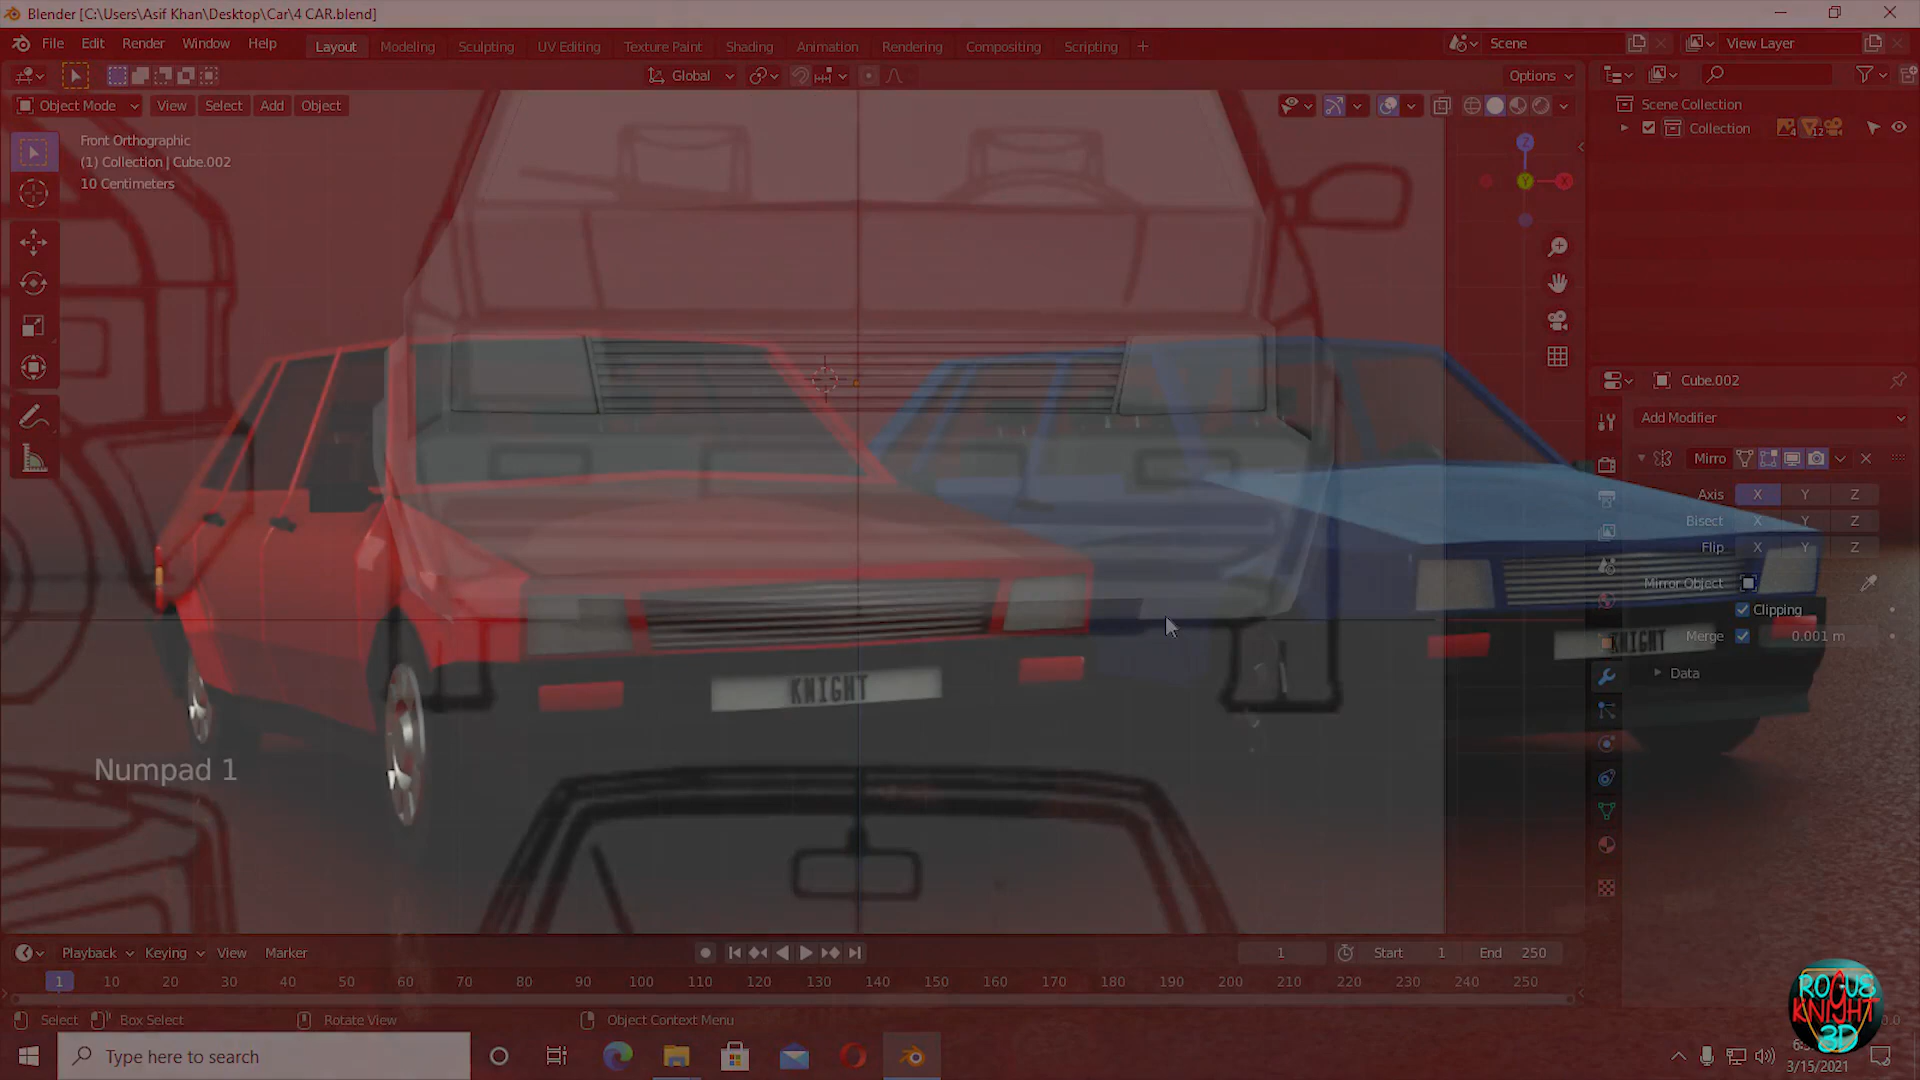 Blender [C:\Users\Asif Khan\Desktop\Car\4 CAR.blend]
File Edit Render Window Help Layout Modeling Sculpting UV Editing Texture Paint Shading Animation Rendering Compositing Scripting + Scene View Layer
Global Options
Object Mode View Select Add Object
Scene Collection
Collection 4 12
Front Orthographic
(1) Collection | Cube.002
10 Centimeters
Z
Y X
Cube.002
Add Modifier
Mirro
Axis X Y Z
Bisect X Y Z
Flip X Y Z
Mirror Object
Clipping
Merge 0.001 m
Data
KNIGHT
KNIGHT
Numpad 1
Playback Keying View Marker 1 Start 1 End 250
1 10 20 30 40 50 60 70 80 90 100 110 120 130 140 150 160 170 180 190 200 210 220 230 240 250
Select Box Select Rotate View Object Context Menu
ROGUE
KNIGHT
3D
Type here to search
3/15/2021